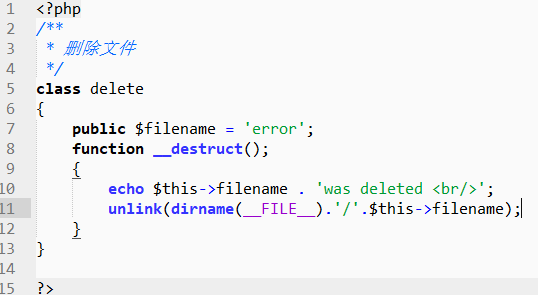 1 <?php
2 /**
3  * 删除文件
4  */
5 class delete
6 {
7     public $filename = 'error';
8     function __destruct();
9     {
10         echo $this->filename . 'was deleted <br/>';
11         unlink(dirname(__FILE__).'/'.$this->filename);
12     }
13 }
14
15 ?>